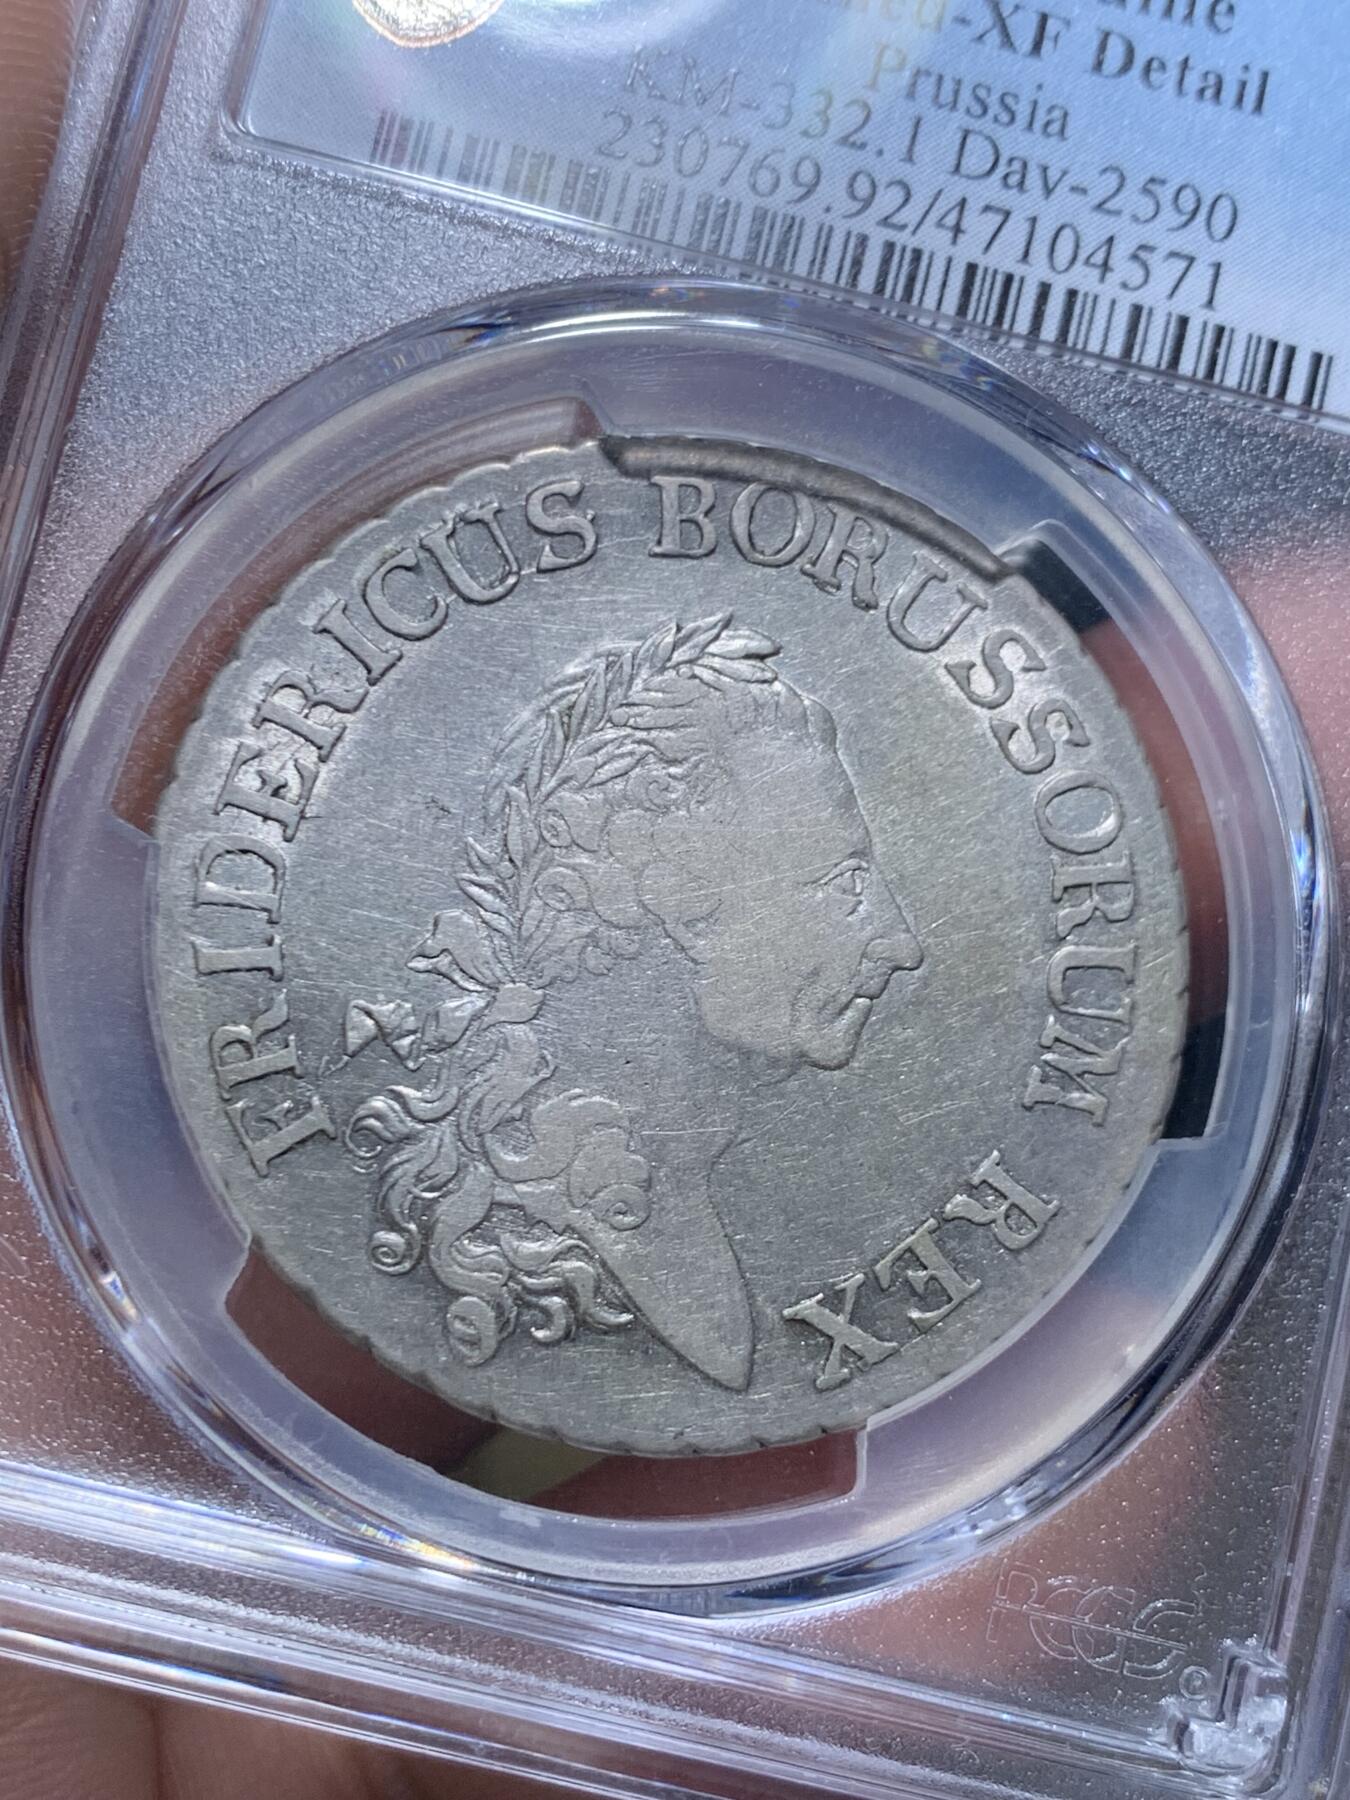 -XF Detail
Prussia
KM-332.1 Dav-2590
230769.92/47104571
FRIDERICUS BORUSSORUM REX
PCGS